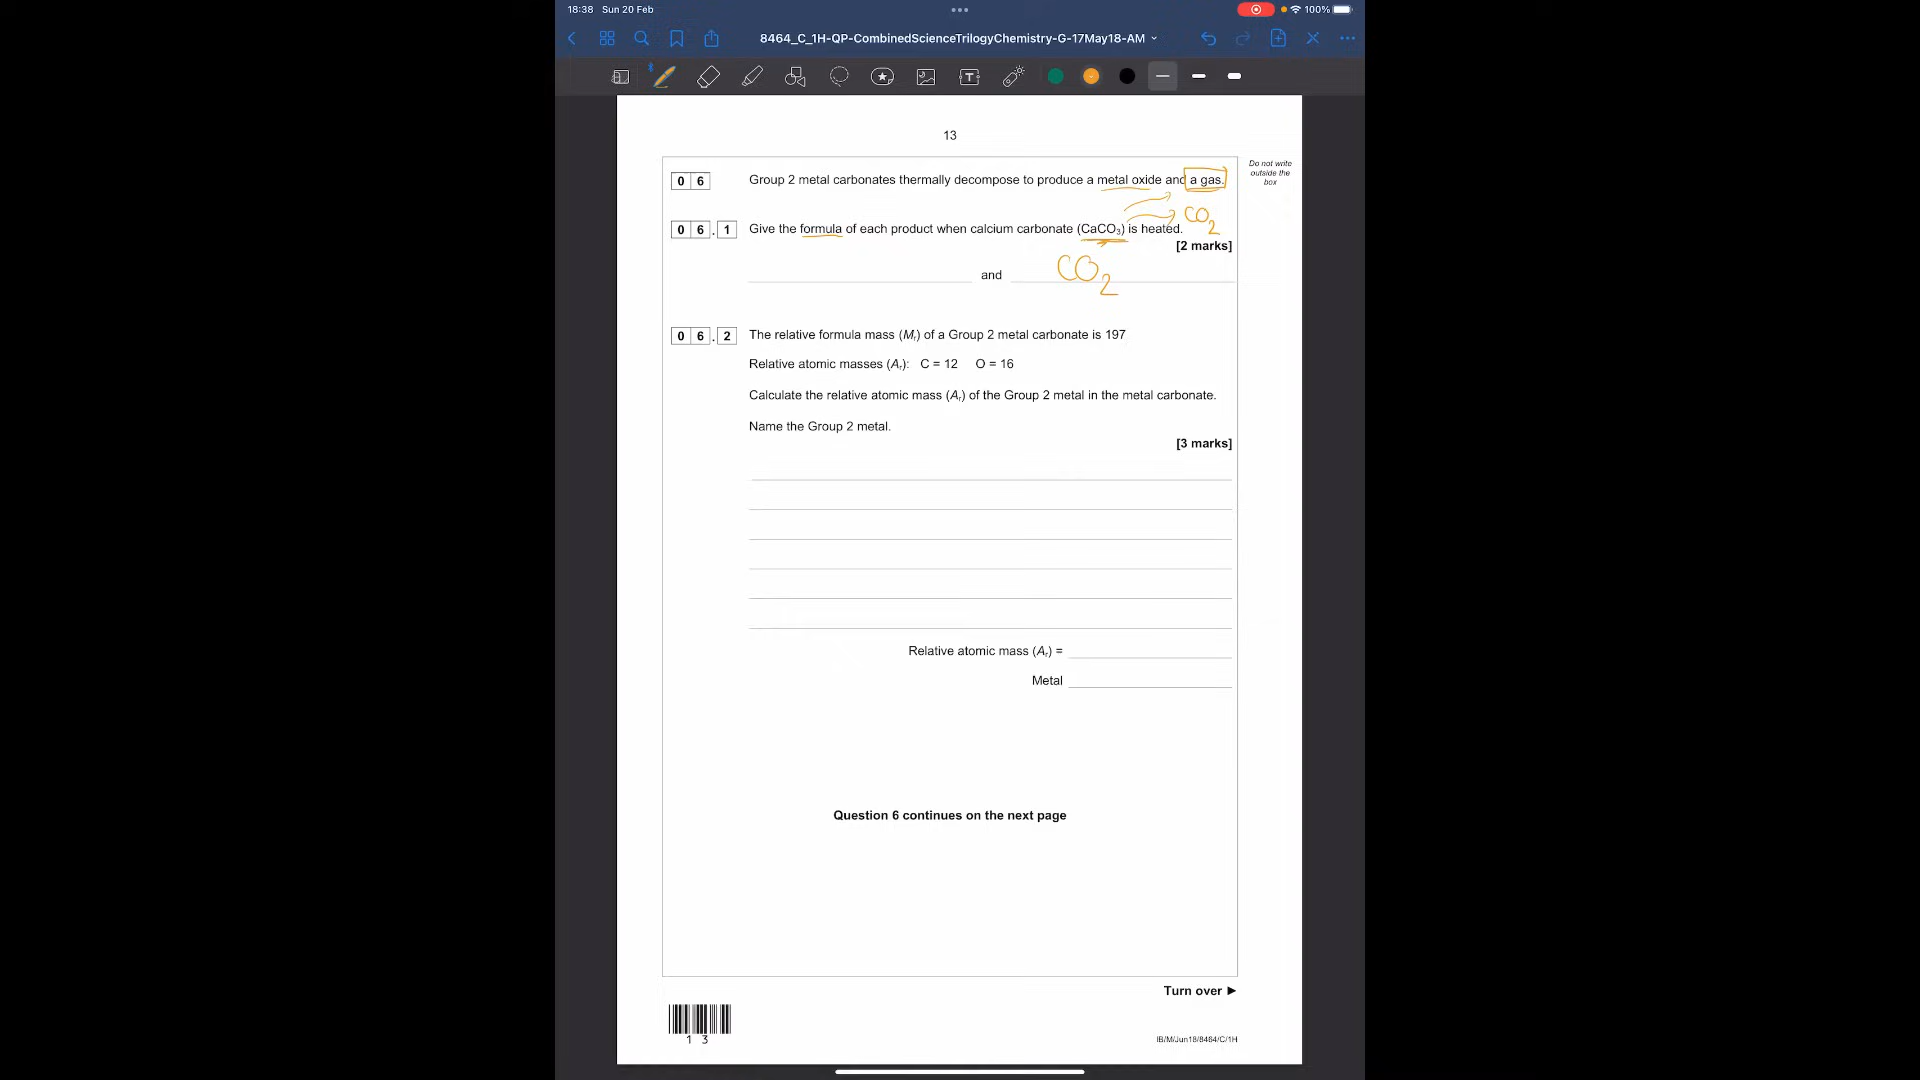 18:38 Sun 20 Feb
100%
8464_C_1H-QP-CombinedScienceTrilogyChemistry-G-17May18-AM
13
Do not write
outside the
box
0 6 Group 2 metal carbonates thermally decompose to produce a metal oxide and a gas.
CO2
0 6 . 1 Give the formula of each product when calcium carbonate (CaCO₃) is heated.
[2 marks]
and CO2
0 6 . 2 The relative formula mass (Mr) of a Group 2 metal carbonate is 197
Relative atomic masses (Ar): C = 12 O = 16
Calculate the relative atomic mass (Ar) of the Group 2 metal in the metal carbonate.
Name the Group 2 metal.
[3 marks]
Relative atomic mass (Ar) =
Metal
Question 6 continues on the next page
Turn over ►
1 3
IB/M/Jun18/8464/C/1H